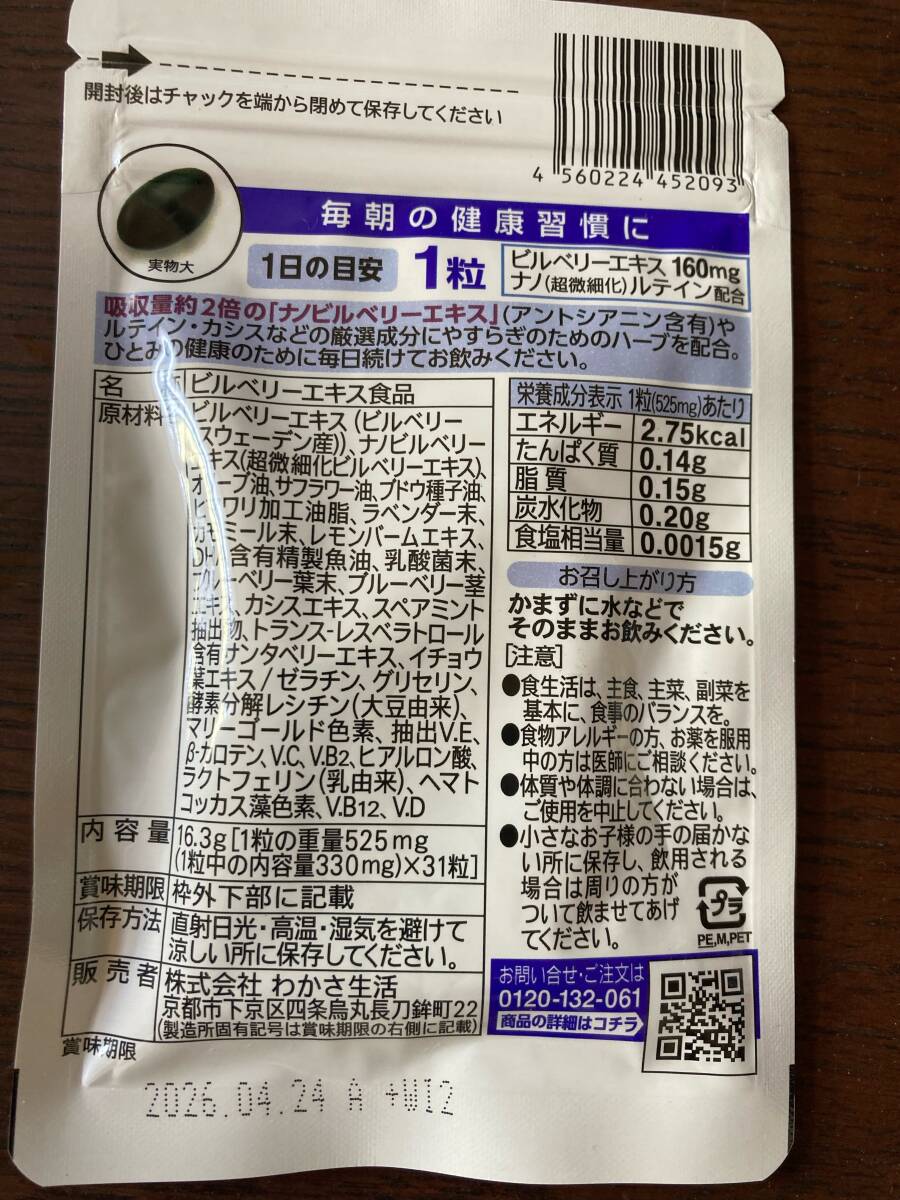 開封後はチャックを端から閉めて保存してください
4 560224 452093
実物大
毎朝の健康習慣に
1日の目安 1粒
ビルベリーエキス 160mg
ナノ(超微細化)ルテイン配合
吸収量約2倍の「ナノビルベリーエキス」(アントシアニン含有)や
ルテイン・カシスなどの厳選成分にやすらぎのためのハーブを配合。
ひとみの健康のために毎日続けてお飲みください。
名 ビルベリーエキス食品
原材料 ビルベリーエキス(ビルベリー
スウェーデン産))、ナノビルベリー
キス(超微細化ビルベリーエキス)、
オリーブ油、サフラワー油、ブドウ種子油、
ヒマワリ加工油脂、ラベンダー末、
カモミール末、レモンバームエキス、
DHA含有精製魚油、乳酸菌末、
ブルーベリー葉末、ブルーベリー茎
エキス、カシスエキス、スペアミント
抽出物、トランス-レスベラトロール
含有サンタベリーエキス、イチョウ
葉エキス/ゼラチン、グリセリン、
酵素分解レシチン(大豆由来)、
マリーゴールド色素、抽出V.E、
β-カロテン、V.C、V.B2、ヒアルロン酸、
ラクトフェリン(乳由来)、ヘマト
コッカス藻色素、V.B12、V.D
内容量 16.3g[1粒の重量525mg
(1粒中の内容量330mg)×31粒]
賞味期限 枠外下部に記載
保存方法 直射日光・高温・湿気を避けて
涼しい所に保存してください。
販売者 株式会社 わかさ生活
京都市下京区四条烏丸長刀鉾町22
(製造所固有記号は賞味期限の右側に記載)
賞味期限
2026.04.24 A +WI2
栄養成分表示 1粒(525mg)あたり
エネルギー 2.75kcal
たんぱく質 0.14g
脂質 0.15g
炭水化物 0.20g
食塩相当量 0.0015g
お召し上がり方
かまずに水などで
そのままお飲みください。
[注意]
●食生活は、主食、主菜、副菜を
基本に、食事のバランスを。
●食物アレルギーの方、お薬を服用
中の方は医師にご相談ください。
●体質や体調に合わない場合は、
ご使用を中止してください。
●小さなお子様の手の届かな
い所に保存し、飲用される
場合は周りの方が
ついて飲ませてあげ
てください。
プラ
PE,M,PET
お問い合せ・ご注文は
0120-132-061
商品の詳細はコチラ